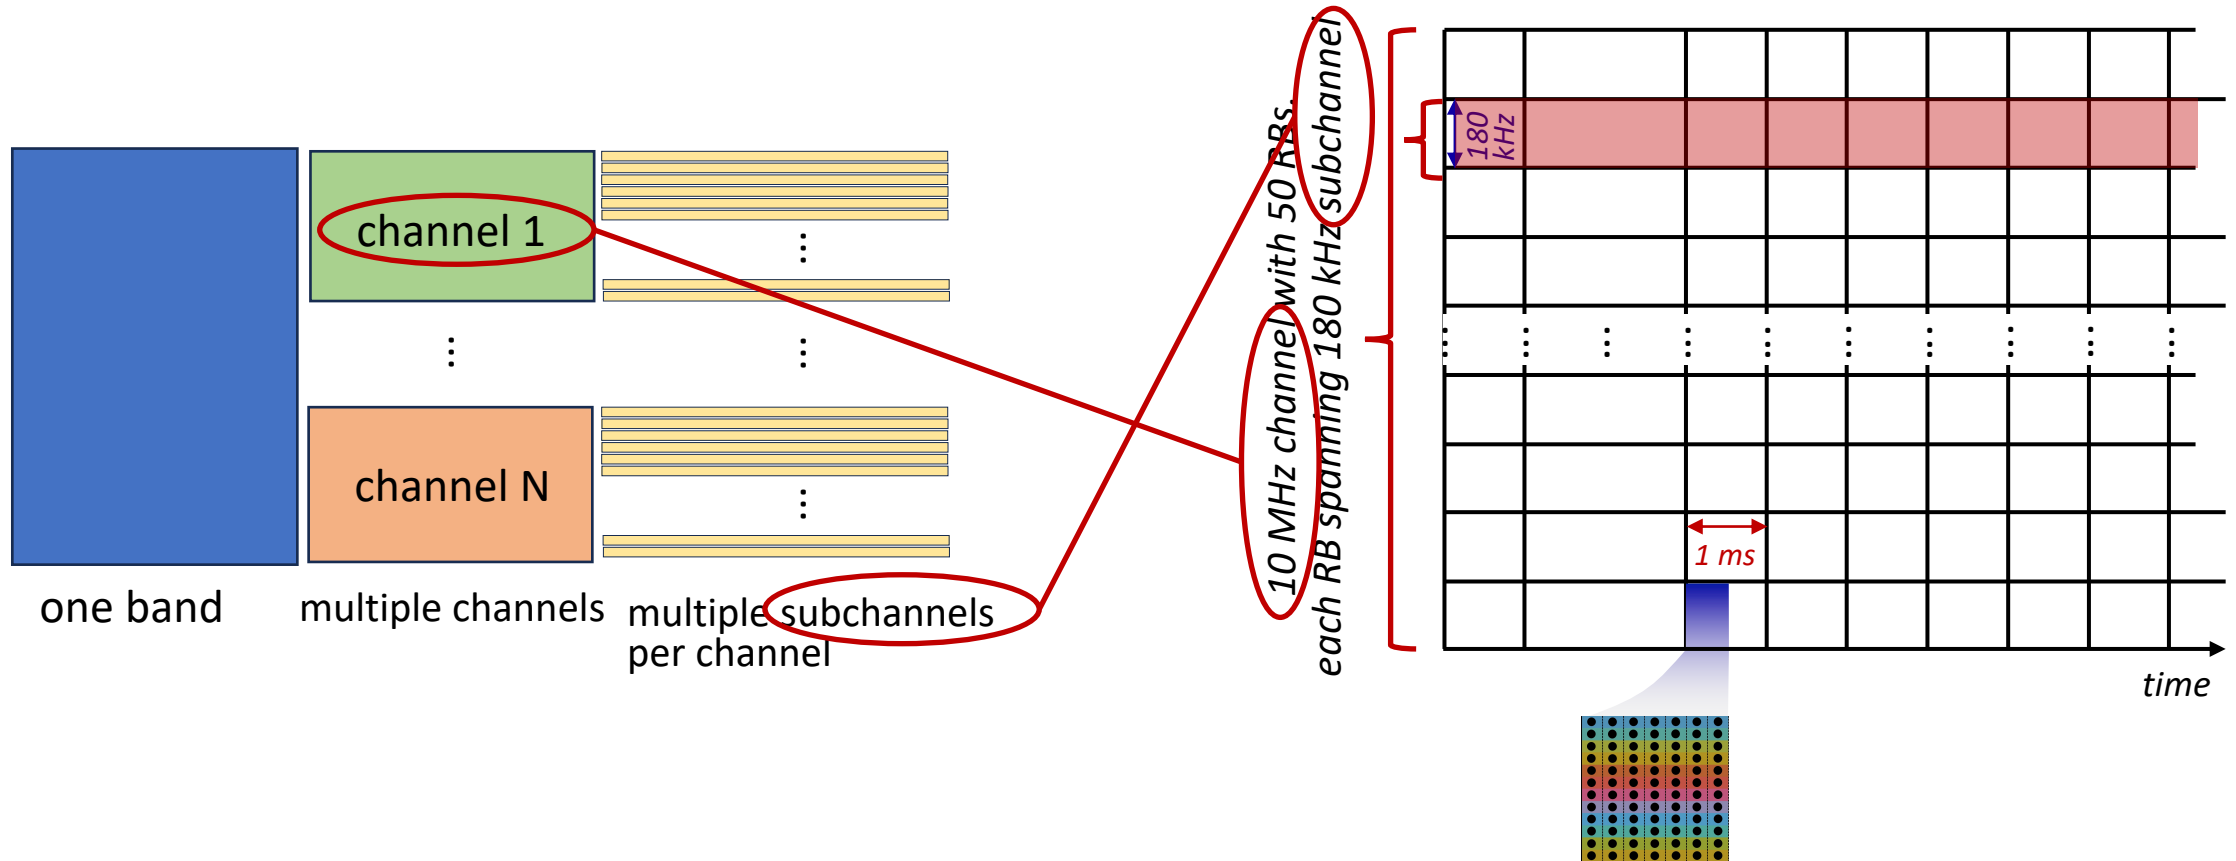 channel 1
channel N
one band
multiple channels
multiple subchannels
per channel
10 MHz channel with 50 RBs,
each RB spanning 180 kHz subchannel
180
kHz
1 ms
time